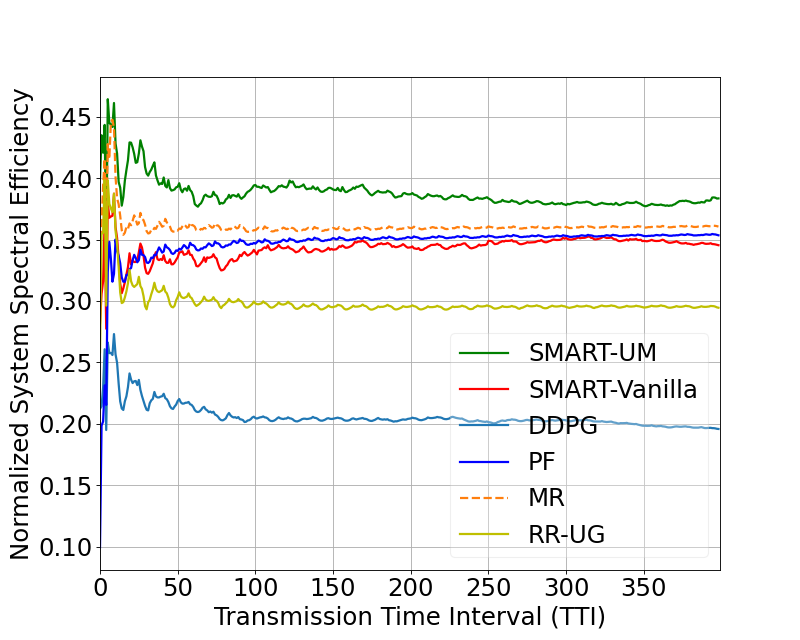 Normalized System Spectral Efficiency
0.45
0.40
0.35
0.30
0.25
0.20
0.15
0.10
SMART-UM
SMART-Vanilla
DDPG
PF
MR
RR-UG
0 50 100 150 200 250 300 350
Transmission Time Interval (TTI)